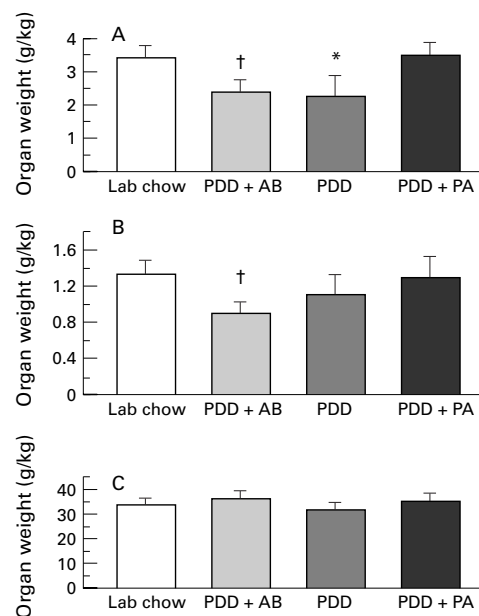 A
Organ weight (g/kg)
4
3
2
1
0
†
*
Lab chow PDD + AB PDD PDD + PA
B
Organ weight (g/kg)
1.6
1.2
0.8
0.4
0
†
Lab chow PDD + AB PDD PDD + PA
C
Organ weight (g/kg)
40
30
20
10
0
Lab chow PDD + AB PDD PDD + PA